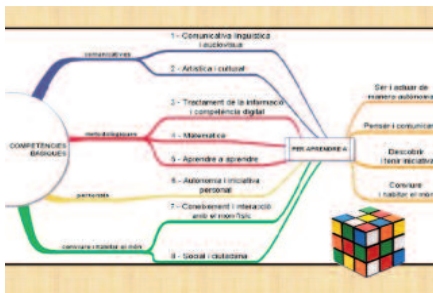 COMPETÈNCIES
BÀSIQUES
comunicatives
1 - Comunicativa lingüística
i audiovisual
2 - Artística i cultural
metodològiques
3 - Tractament de la informació
i competència digital
4 - Matemàtica
5 - Aprendre a aprendre
personals
6 - Autonomia i iniciativa
personal
conviure i habitar el món
7 - Coneixement i interacció
amb el món físic
8 - Social i ciutadana
PER APRENDRE A
Ser i actuar de
manera autònoma
Pensar i comunicar
Descobrir
i tenir iniciativa
Conviure
i habitar el món